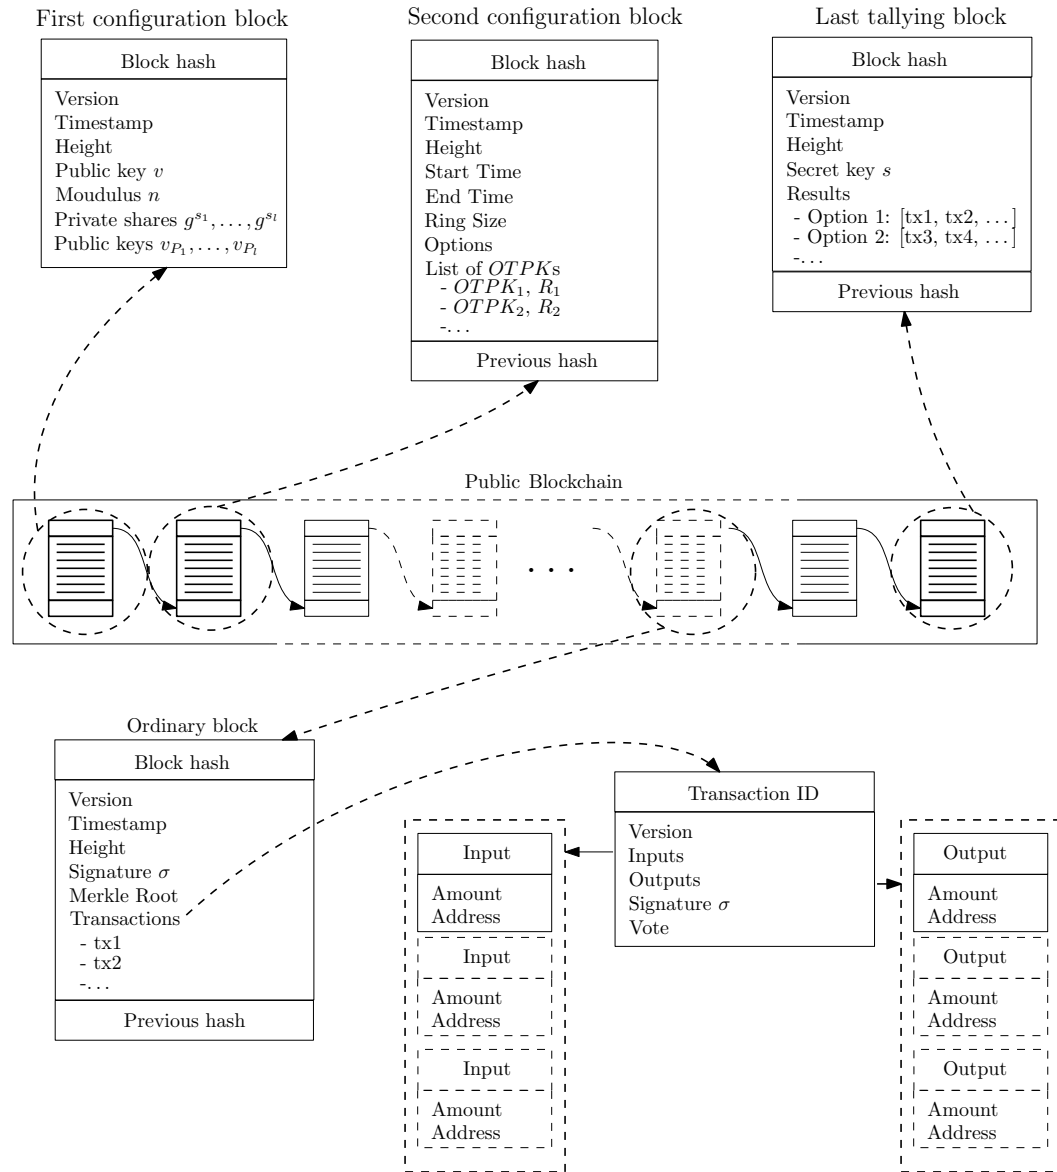 First configuration block
Block hash
Version
Timestamp
Height
Public key v
Moudulus n
Private shares g^{s_1}, . . . , g^{s_l}
Public keys v_{P_1}, . . . , v_{P_l}
Second configuration block
Block hash
Version
Timestamp
Height
Start Time
End Time
Ring Size
Options
List of OTPKs
- OTPK_1, R_1
- OTPK_2, R_2
-. . .
Previous hash
Last tallying block
Block hash
Version
Timestamp
Height
Secret key s
Results
- Option 1: [tx1, tx2, . . .]
- Option 2: [tx3, tx4, . . .]
-. . .
Previous hash
Public Blockchain
. . .
Ordinary block
Block hash
Version
Timestamp
Height
Signature σ
Merkle Root
Transactions
- tx1
- tx2
-. . .
Previous hash
Input
Amount
Address
Input
Amount
Address
Input
Amount
Address
Transaction ID
Version
Inputs
Outputs
Signature σ
Vote
Output
Amount
Address
Output
Amount
Address
Output
Amount
Address